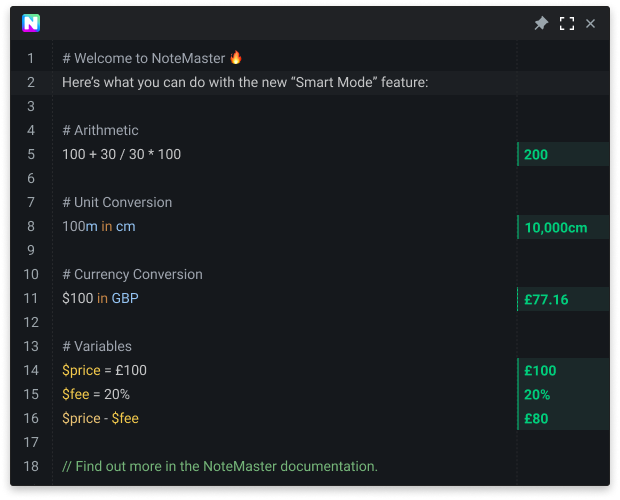 N
1 # Welcome to NoteMaster 🔥
2 Here’s what you can do with the new “Smart Mode” feature:
3
4 # Arithmetic
5 100 + 30 / 30 * 100 200
6
7 # Unit Conversion
8 100m in cm 10,000cm
9
10 # Currency Conversion
11 $100 in GBP £77.16
12
13 # Variables
14 $price = £100 £100
15 $fee = 20% 20%
16 $price - $fee £80
17
18 // Find out more in the NoteMaster documentation.